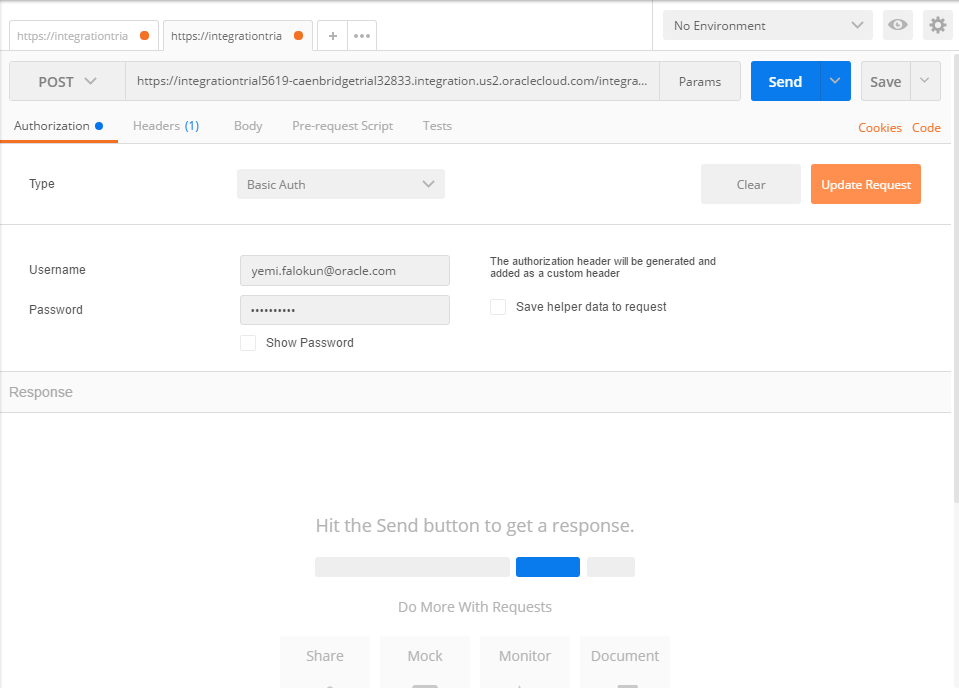 https://integrationtria
https://integrationtria
No Environment
POST
https://integrationtrial5619-caenbridgetrial32833.integration.us2.oraclecloud.com/integra...
Params
Send
Save
Authorization
Headers (1)
Body
Pre-request Script
Tests
Cookies
Code
Type
Basic Auth
Clear
Update Request
Username
yemi.falokun@oracle.com
The authorization header will be generated and
added as a custom header
Password
••••••••••
Save helper data to request
Show Password
Response
Hit the Send button to get a response.
Do More With Requests
Share
Mock
Monitor
Document